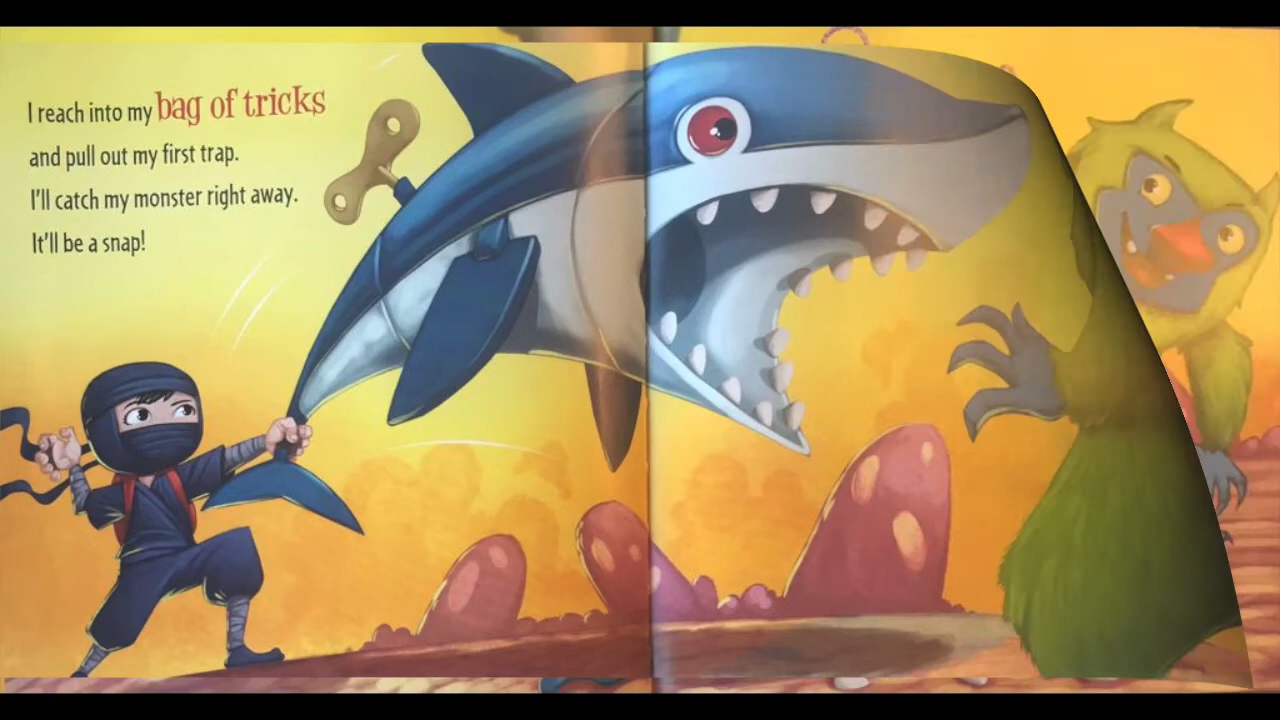 I reach into my bag of tricks
and pull out my first trap.
I'll catch my monster right away.
It'll be a snap!